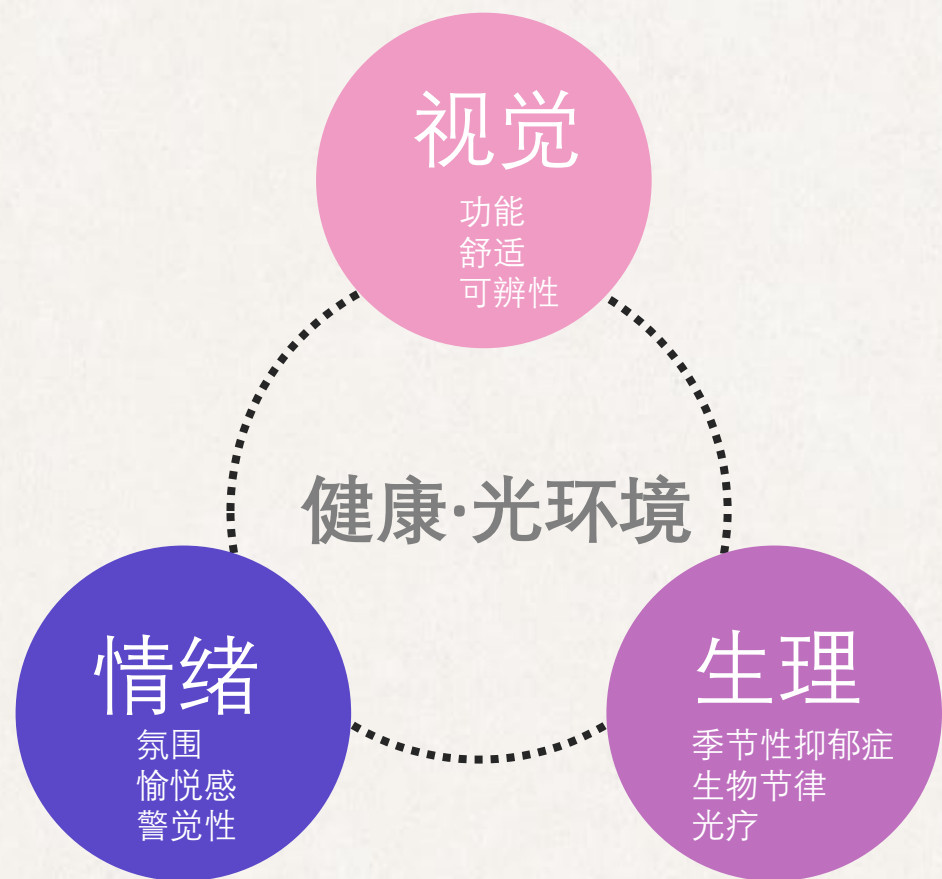 视觉
功能
舒适
可辨性
健康·光环境
情绪
氛围
愉悦感
警觉性
生理
季节性抑郁症
生物节律
光疗